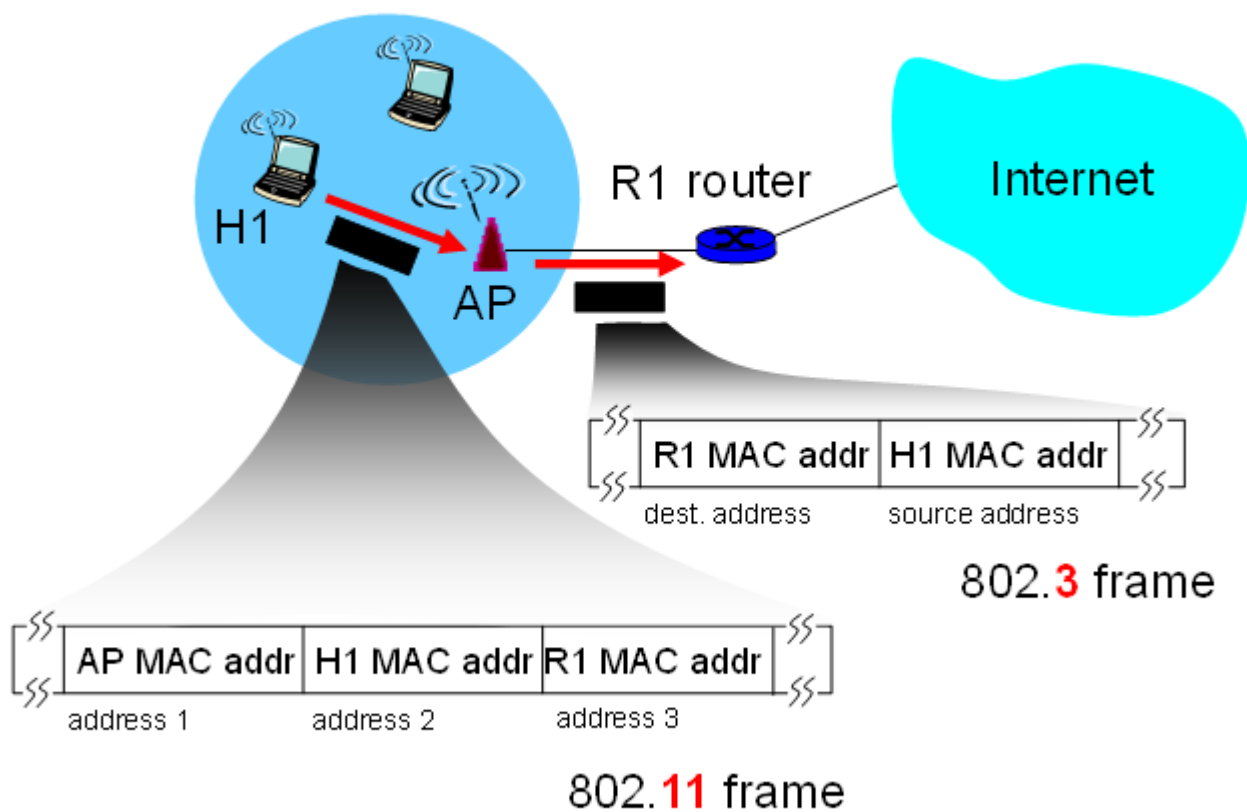 R1 router
Internet
H1
AP
R1 MAC addr H1 MAC addr
dest. address source address
802.3 frame
AP MAC addr H1 MAC addr R1 MAC addr
address 1 address 2 address 3
802.11 frame